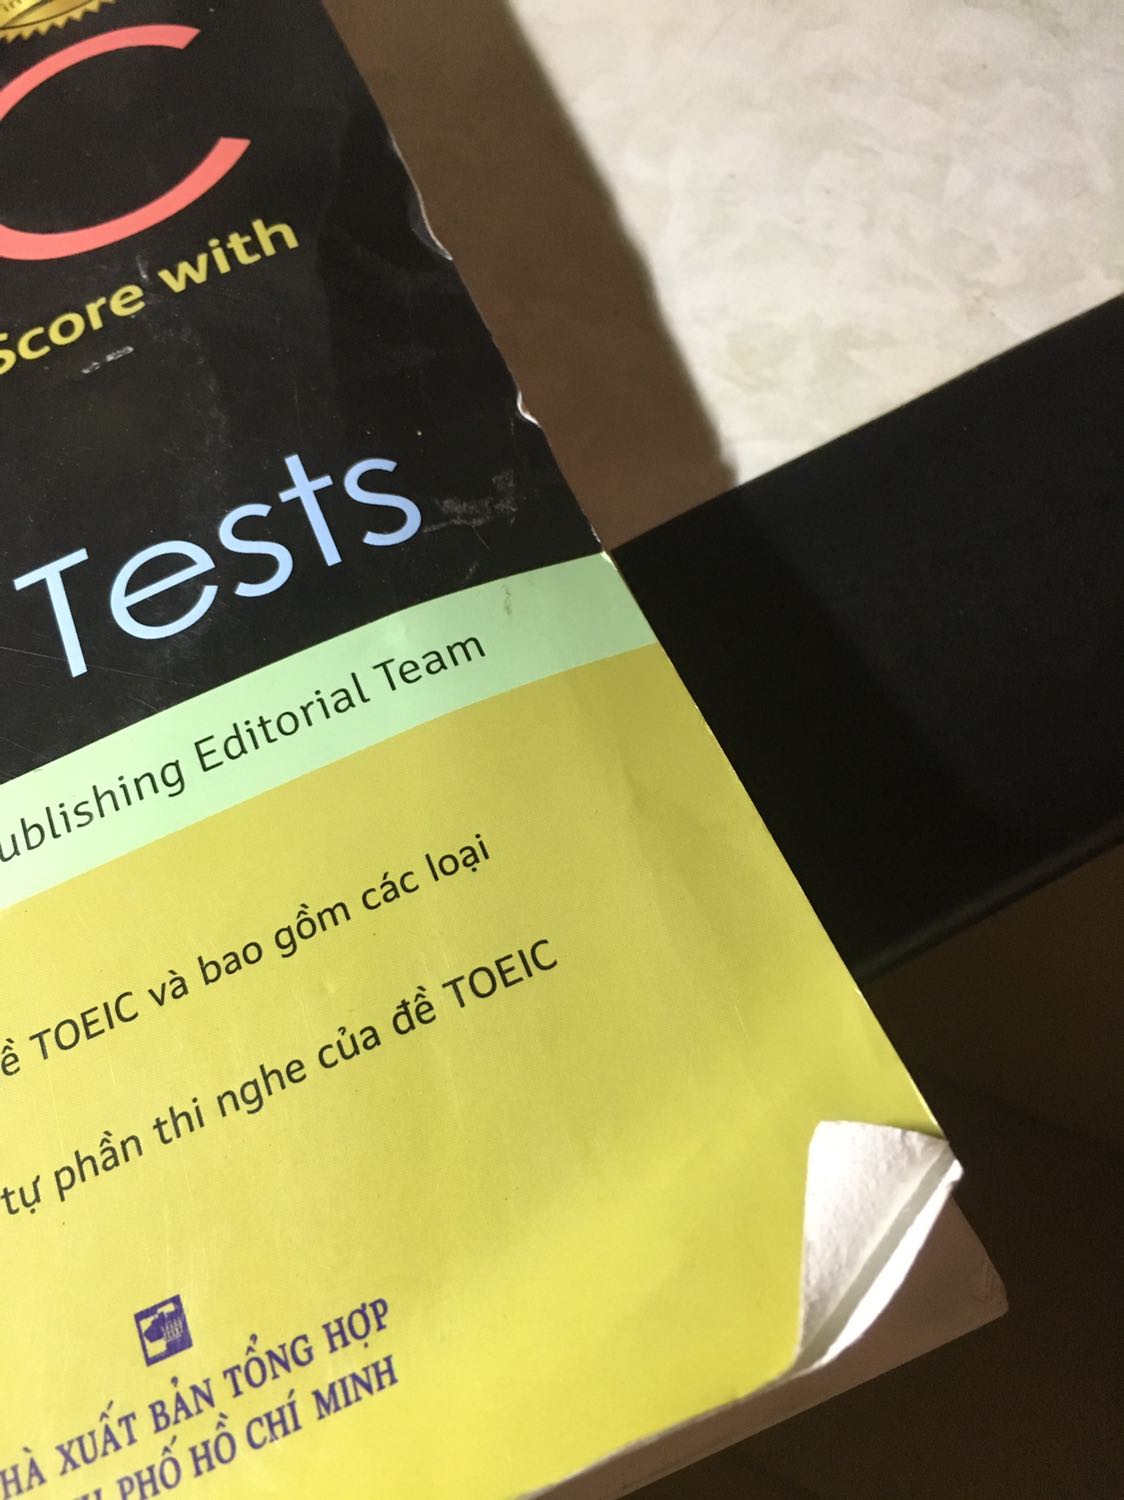 C
Score with
Tests
ublishing Editorial Team
ề TOEIC và bao gồm các loại
tự phần thi nghe của đề TOEIC
HÀ XUẤT BẢN TỔNG HỢP
PHỐ HỒ CHÍ MINH